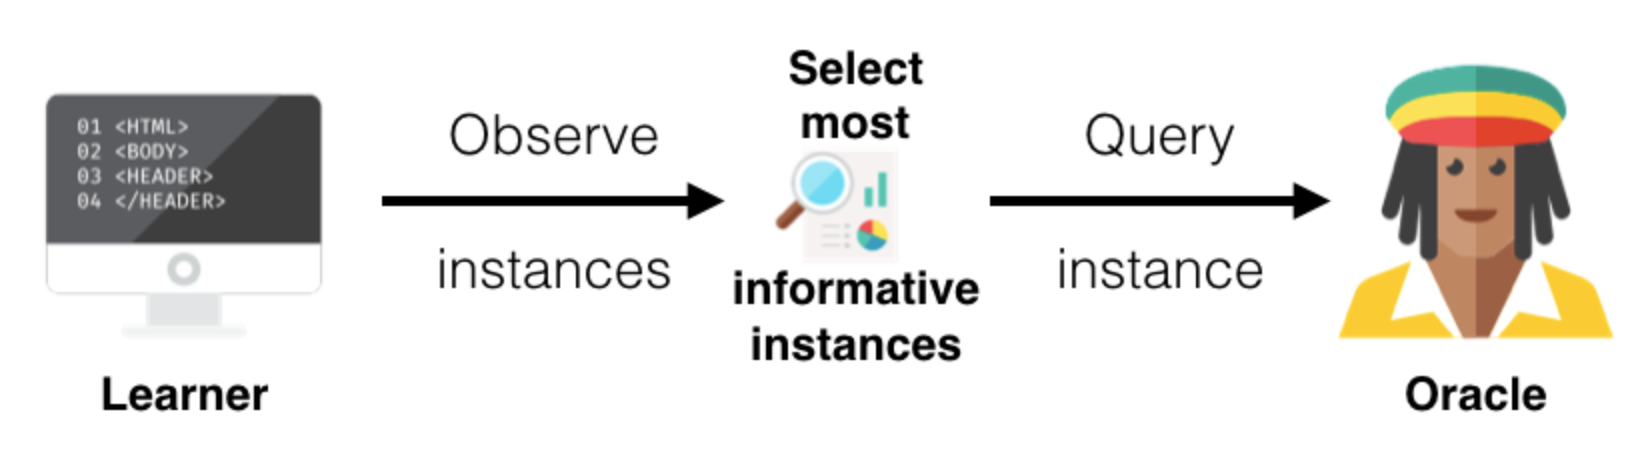 01 <HTML>
02 <BODY>
03 <HEADER>
04 </HEADER>
Learner
Observe
instances
Select
most
informative
instances
Query
instance
Oracle